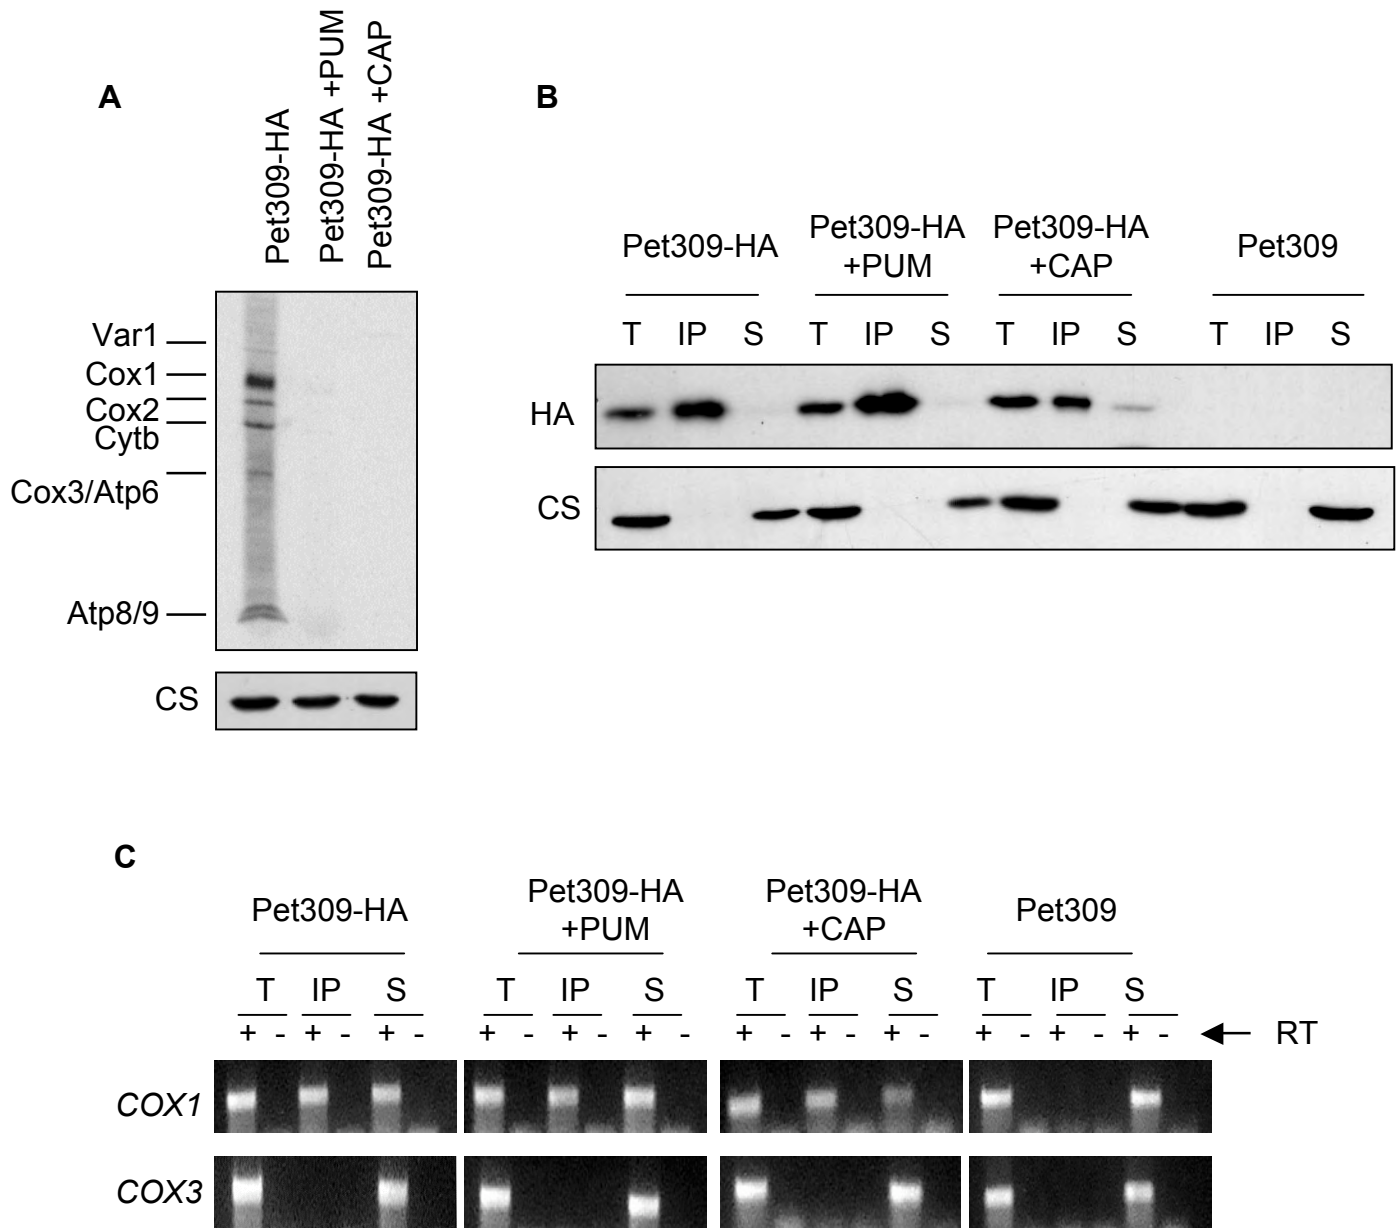 A
Pet309-HA
Pet309-HA +PUM
Pet309-HA +CAP
Var1
Cox1
Cox2
Cytb
Cox3/Atp6
Atp8/9
CS
B
Pet309-HA
Pet309-HA
+PUM
Pet309-HA
+CAP
Pet309
T IP S T IP S T IP S T IP S
HA
CS
C
Pet309-HA
Pet309-HA
+PUM
Pet309-HA
+CAP
Pet309
T IP S T IP S T IP S T IP S
+ - + - + - + - + - + - + - + - + - + - + - + - RT
COX1
COX3